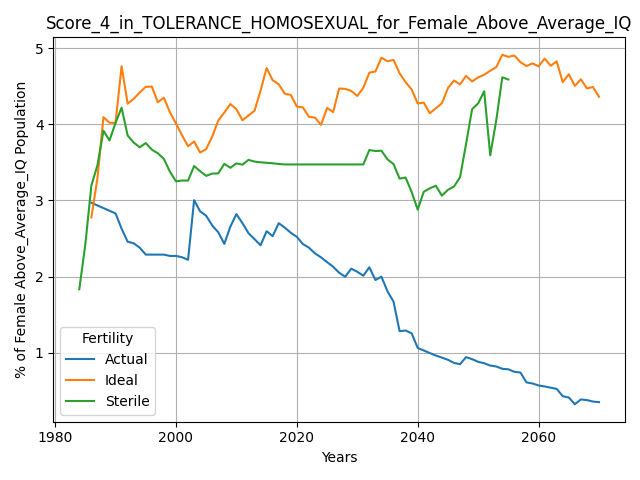 Score_4_in_TOLERANCE_HOMOSEXUAL_for_Female_Above_Average_IQ
% of Female Above_Average_IQ Population
5
4
3
2
1
Fertility
Actual
Ideal
Sterile
1980 2000 2020 2040 2060
Years